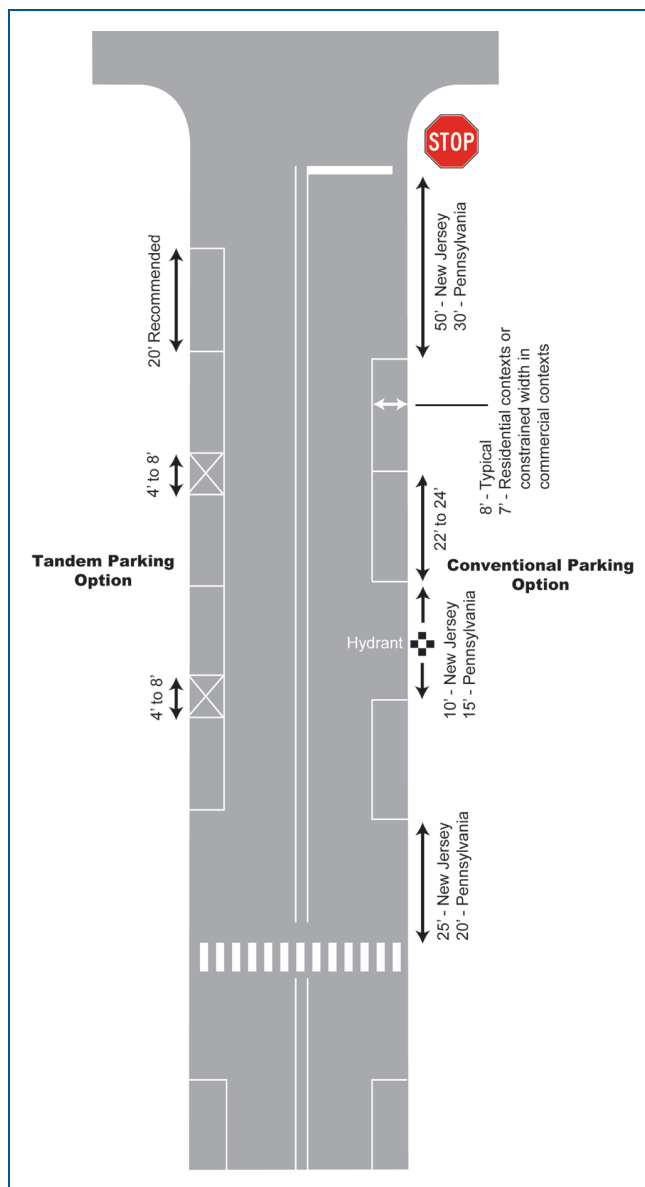 STOP
50' - New Jersey
30' - Pennsylvania
20' Recommended
8' - Typical
7' - Residential contexts or
constrained width in
commercial contexts
4' to 8'
22' to 24'
Tandem Parking
Option
Conventional Parking
Option
Hydrant
10' - New Jersey
15' - Pennsylvania
4' to 8'
25' - New Jersey
20' - Pennsylvania